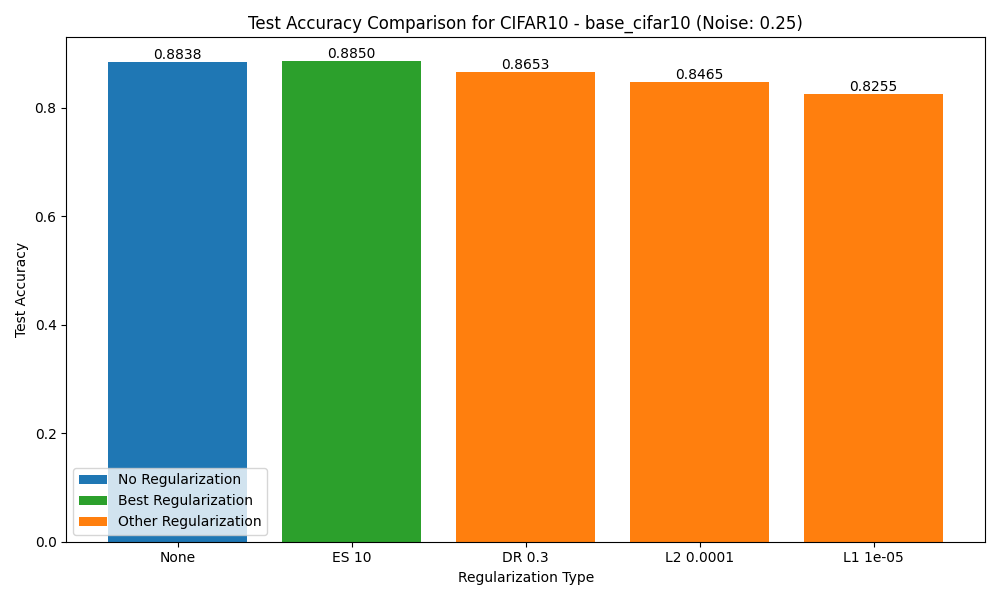 Test Accuracy Comparison for CIFAR10 - base_cifar10 (Noise: 0.25)
0.8838
0.8850
0.8653
0.8465
0.8255
0.8
0.6
0.4
0.2
0.0
Test Accuracy
No Regularization
Best Regularization
Other Regularization
None
ES 10
DR 0.3
L2 0.0001
L1 1e-05
Regularization Type